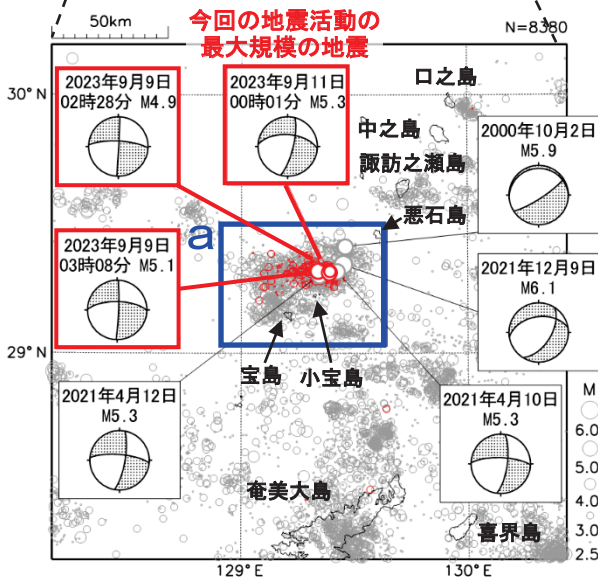 50km
今回の地震活動の
最大規模の地震
N=8380
30°N
2023年9月9日
02時28分 M4.9
2023年9月11日
00時01分 M5.3
口之島
中之島
諏訪之瀬島
悪石島
2000年10月2日
M5.9
a
2023年9月9日
03時08分 M5.1
2021年12月9日
M6.1
29°N
宝島
小宝島
2021年4月12日
M5.3
2021年4月10日
M5.3
M
6.0
5.0
4.0
3.0
2.5
奄美大島
喜界島
129°E
130°E